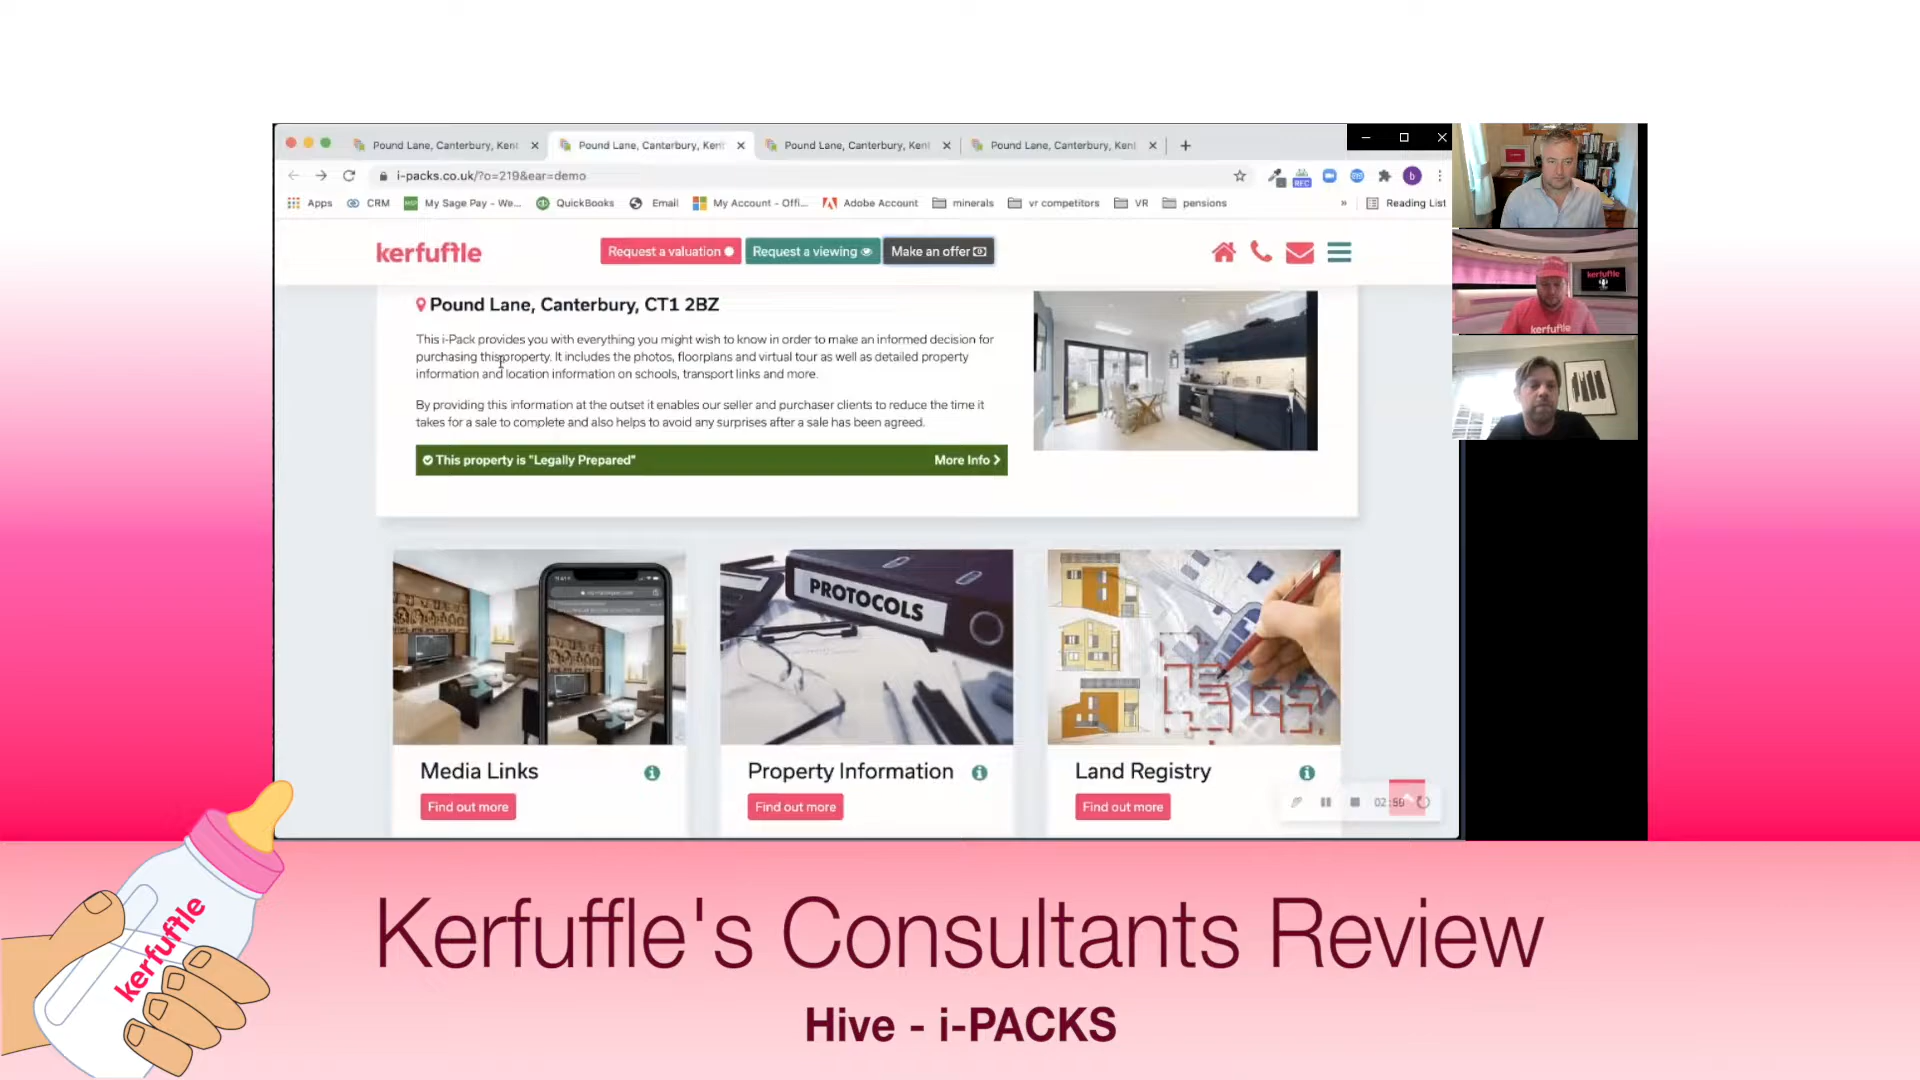 Pound Lane, Canterbury, Ken
Pound Lane, Canterbury, Ken
Pound Lane, Canterbury, Ken
Pound Lane, Canterbury, Ken
i-packs.co.uk/?o=219&ear=demo
REC
b
Apps
CRM
My Sage Pay - We...
QuickBooks
Email
My Account - Offi...
Adobe Account
minerals
vr competitors
VR
pensions
»
Reading List
kerfuffle
Request a valuation
Request a viewing
Make an offer
Pound Lane, Canterbury, CT1 2BZ
This i-Pack provides you with everything you might wish to know in order to make an informed decision for
purchasing this property. It includes the photos, floorplans and virtual tour as well as detailed property
information and location information on schools, transport links and more.
By providing this information at the outset it enables our seller and purchaser clients to reduce the time it
takes for a sale to complete and also helps to avoid any surprises after a sale has been agreed.
This property is "Legally Prepared"
More Info
PROTOCOLS
Media Links
Find out more
Property Information
Find out more
Land Registry
Find out more
kerfuffle
kerfuffle
kerfuffle
Kerfuffle's Consultants Review
Hive - i-PACKS